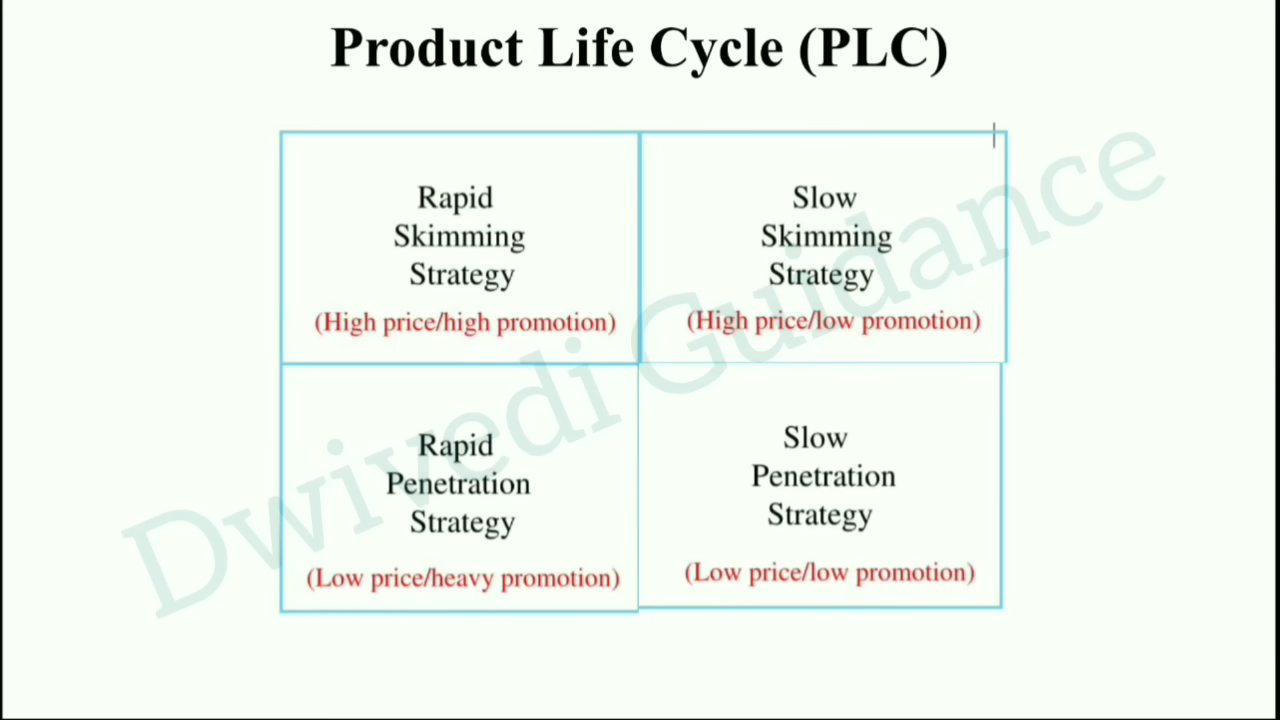 Product Life Cycle (PLC)
Rapid
Skimming
Strategy
(High price/high promotion)
Slow
Skimming
Strategy
(High price/low promotion)
Rapid
Penetration
Strategy
(Low price/heavy promotion)
Slow
Penetration
Strategy
(Low price/low promotion)
Dwivedi Guidance